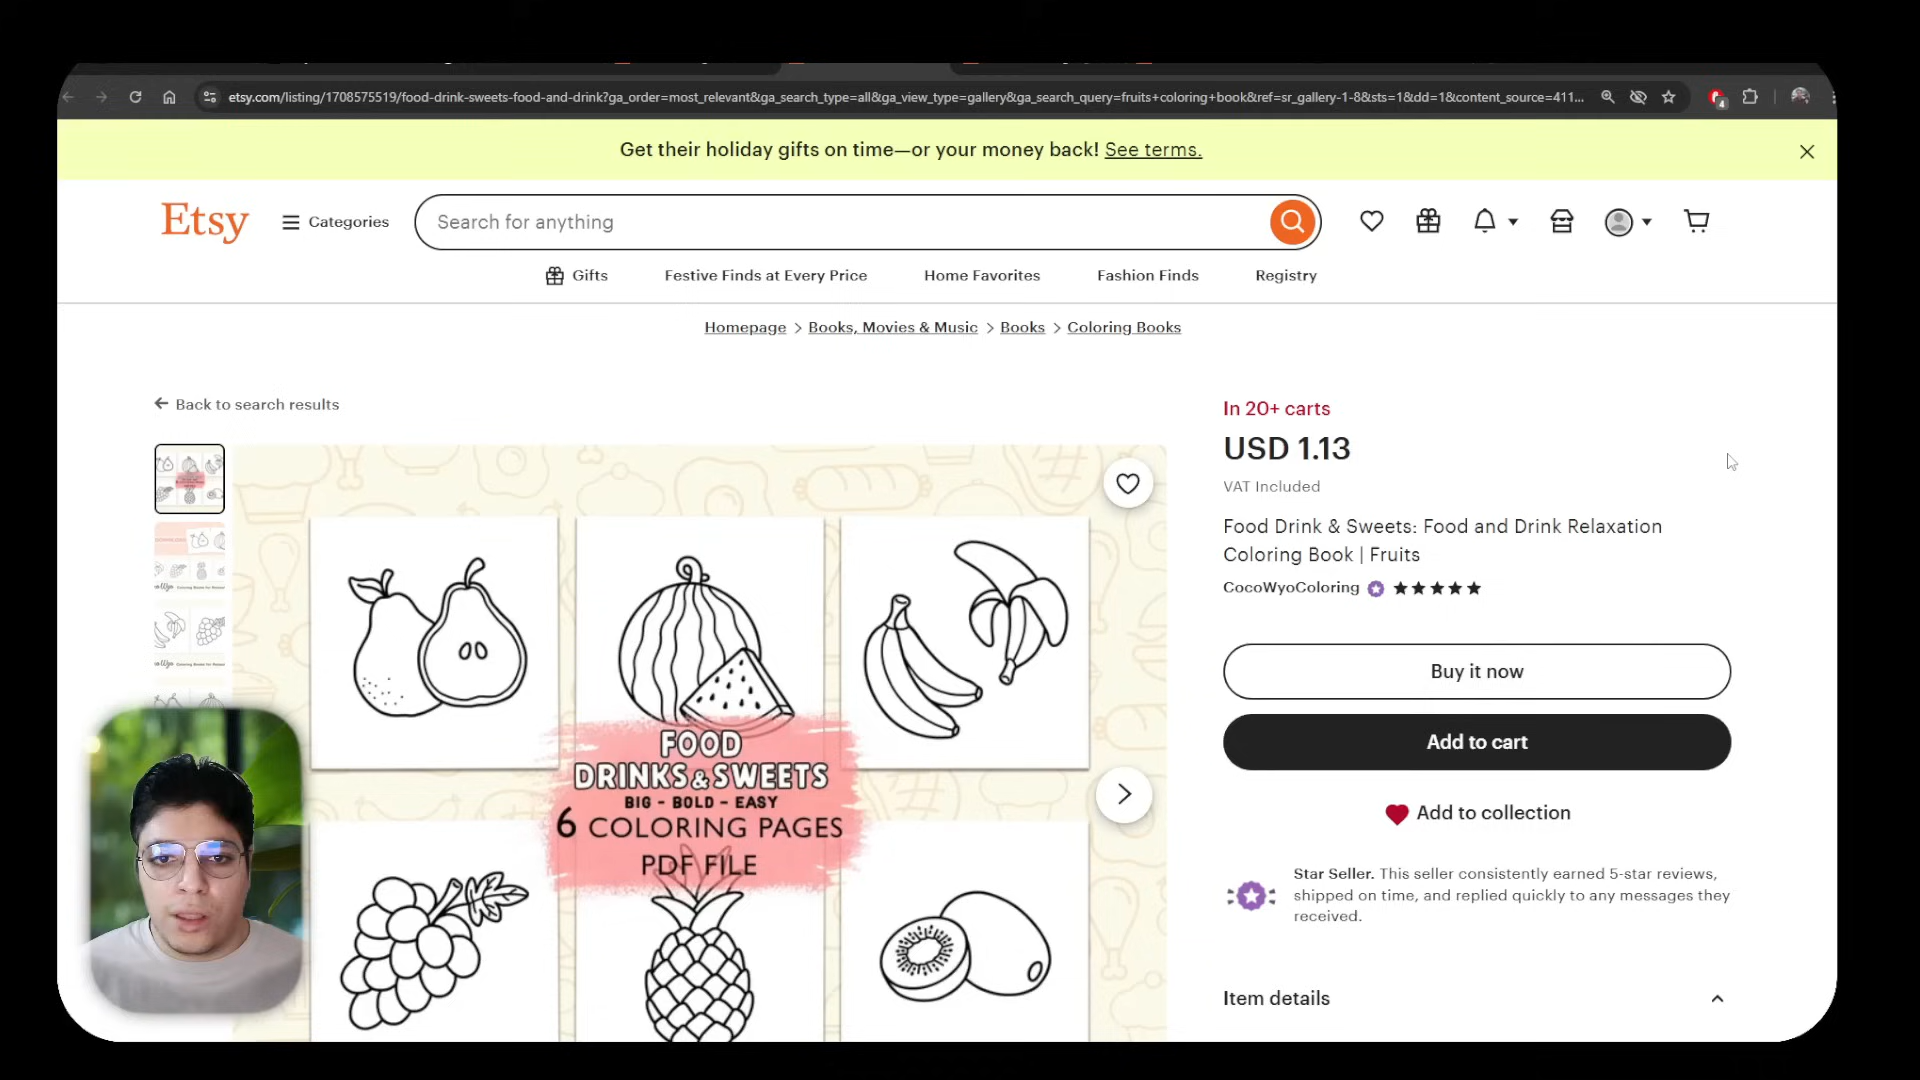 etsy.com/listing/1708575519/food-drink-sweets-food-and-drink?ga_order=most_relevant&ga_search_type=all&ga_view_type=gallery&ga_search_query=fruits+coloring+book&ref=sr_gallery-1-8&sts=1&dd=1&content_source=411...
4
Get their holiday gifts on time—or your money back! See terms.
Etsy
Categories
Search for anything
Gifts
Festive Finds at Every Price
Home Favorites
Fashion Finds
Registry
Homepage > Books, Movies & Music > Books > Coloring Books
Back to search results
FOOD
DRINKS & SWEETS
BIG - BOLD - EASY
6 COLORING PAGES
PDF FILE
In 20+ carts
USD 1.13
VAT Included
Food Drink & Sweets: Food and Drink Relaxation
Coloring Book | Fruits
CocoWyoColoring
Buy it now
Add to cart
Add to collection
Star Seller. This seller consistently earned 5-star reviews,
shipped on time, and replied quickly to any messages they
received.
Item details